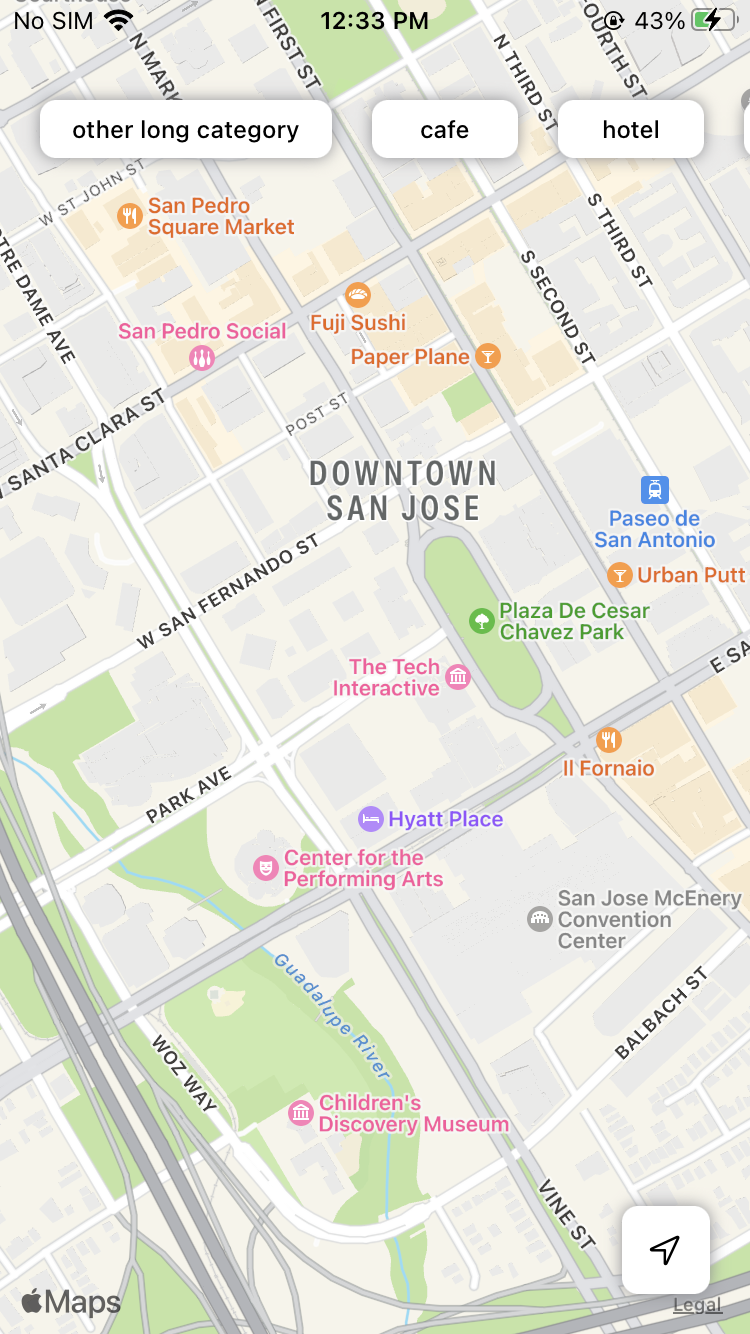 No SIM 12:33 PM 43%
N FIRST ST
N THIRD ST
other long category
cafe
hotel
W ST JOHN ST
San Pedro
Square Market
S THIRD ST
S SECOND ST
Fuji Sushi
San Pedro Social
Paper Plane
POST ST
SANTA CLARA ST
DOWNTOWN
SAN JOSE
Paseo de
San Antonio
W SAN FERNANDO ST
Urban Putt
Plaza De Cesar
Chavez Park
The Tech
Interactive
Il Fornaio
PARK AVE
Hyatt Place
Center for the
Performing Arts
San Jose McEnery
Convention
Center
Guadalupe River
BALBACH ST
WOZ WAY
Children's
Discovery Museum
VINE ST
Maps
Legal